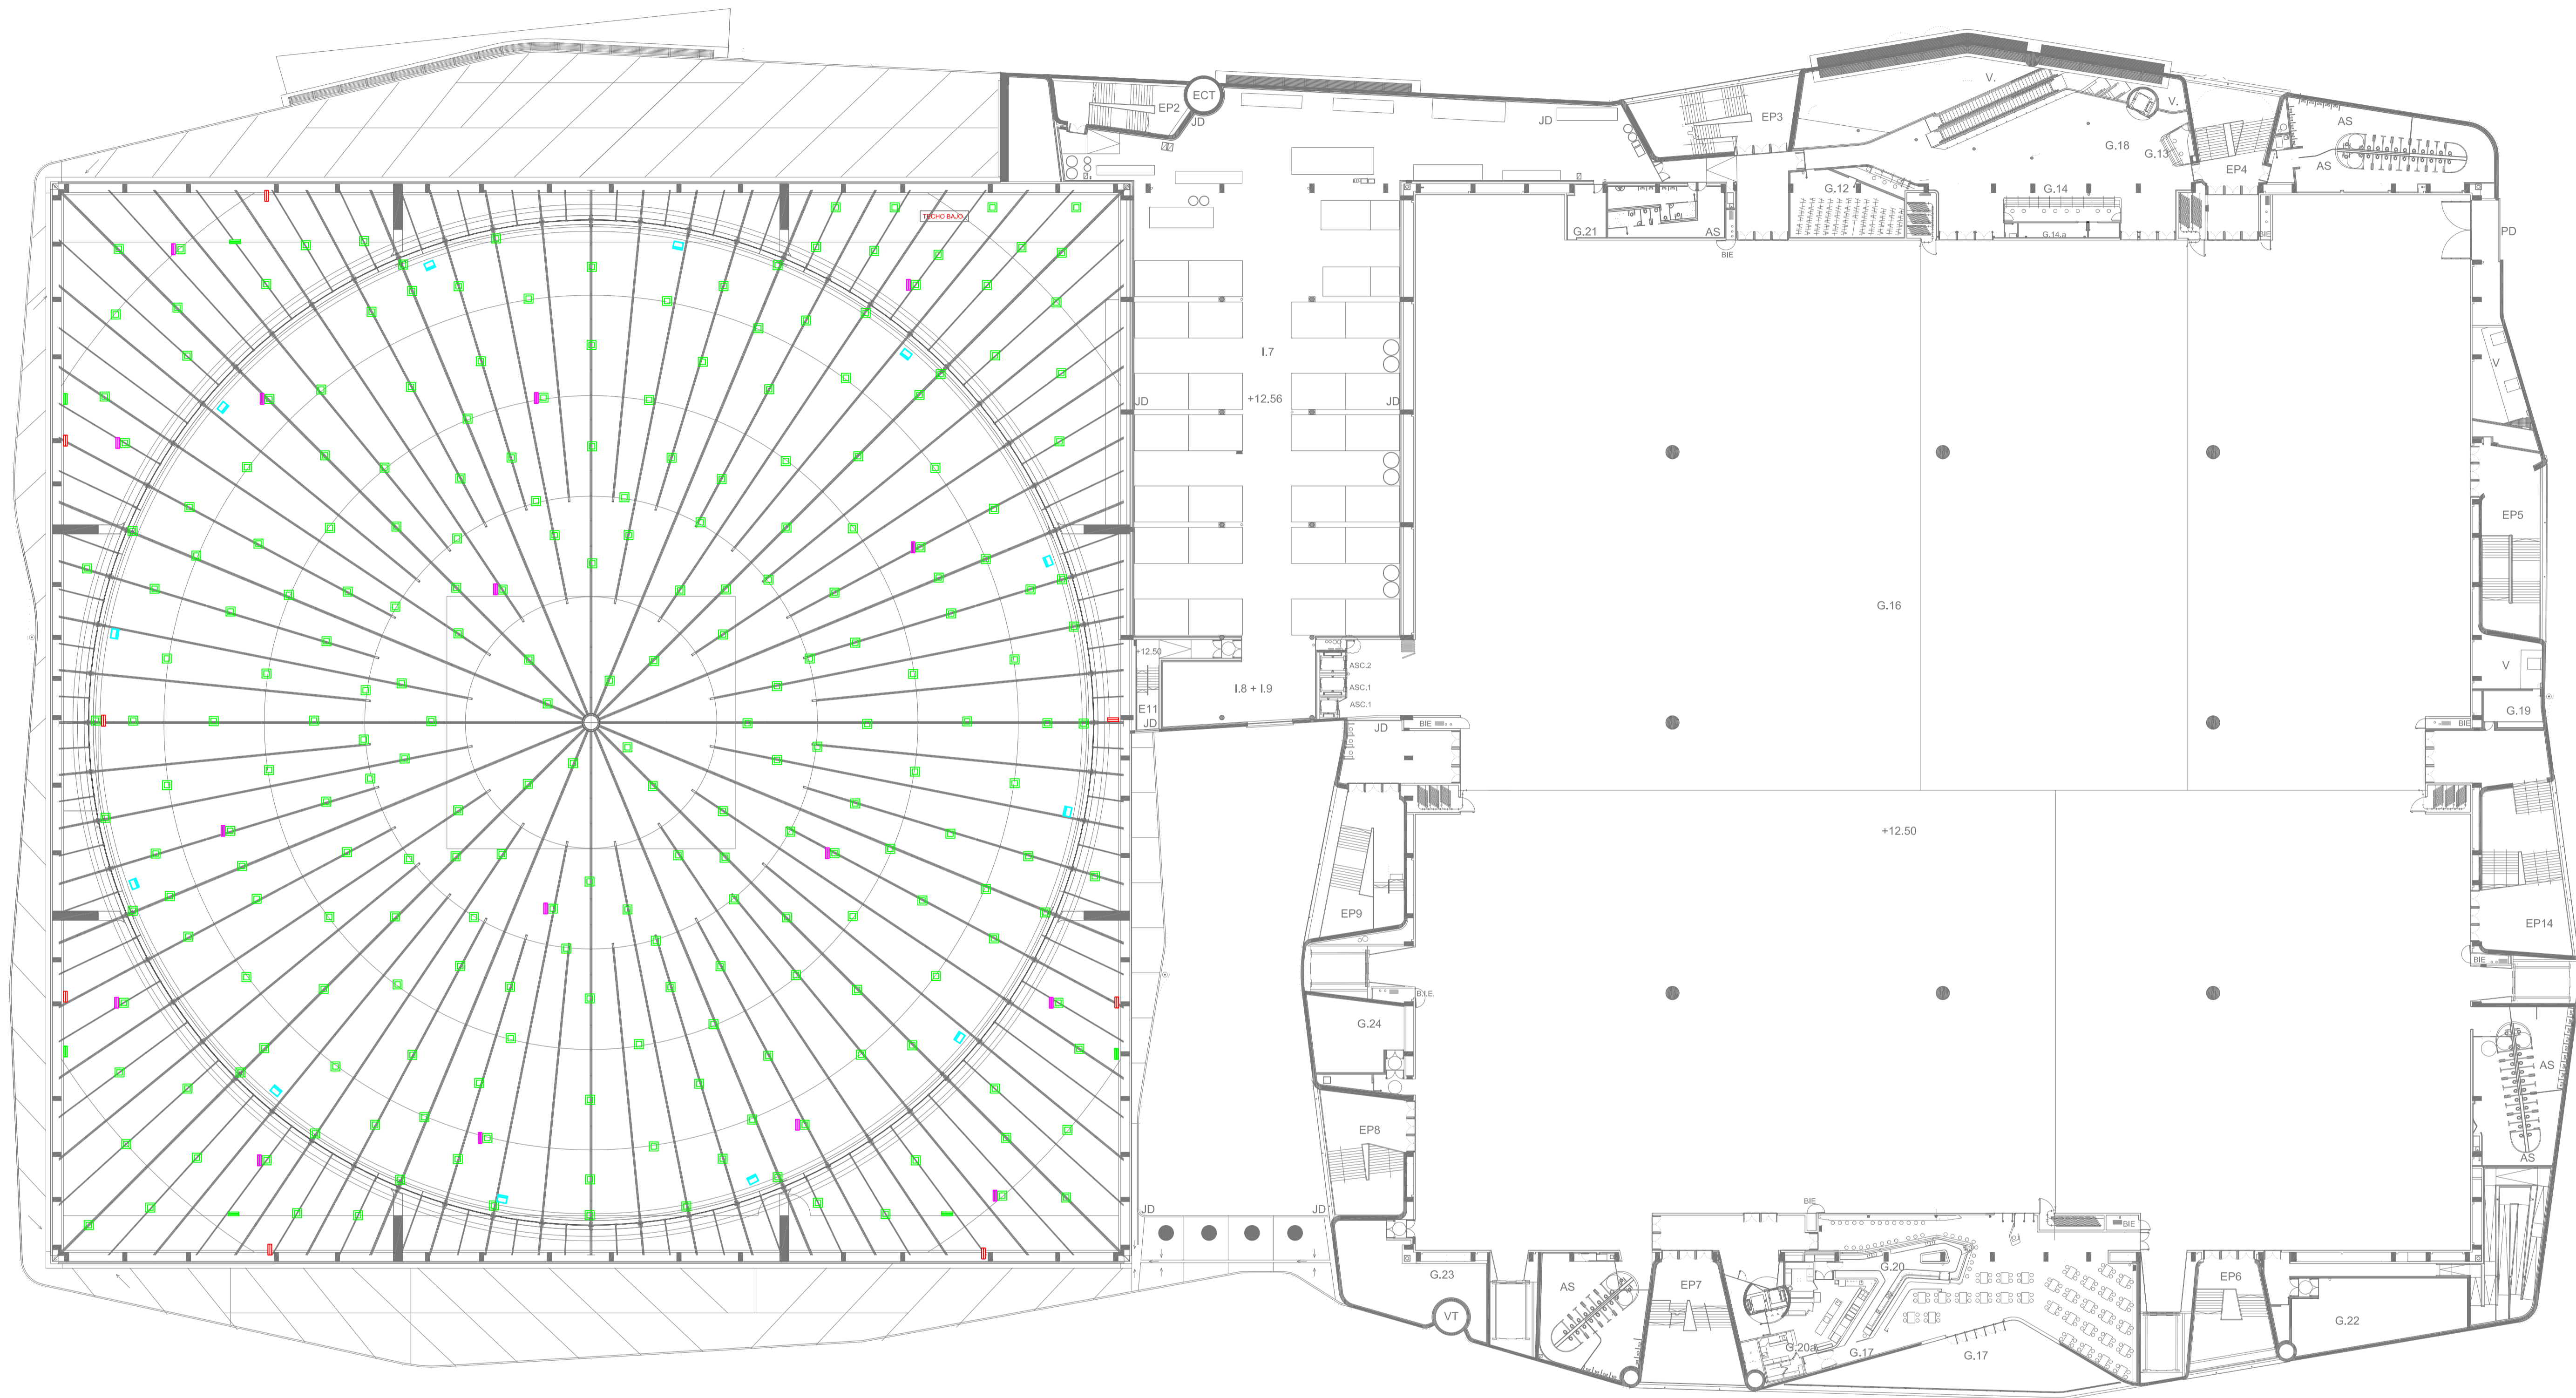 ECT
EP2
JD
JD
EP3
V.
V.
G.18
G.13
EP4
AS
AS
TECHO BAJO
G.12
G.14
G.14.a
G.21
AS
BIE
BIE
PD
I.7
+12.56
JD
JD
V
EP5
G.16
+12.50
I.8 + I.9
E11
JD
ASC.2
ASC.1
ASC.1
V
G.19
BIE
BIE
JD
+12.50
EP9
EP14
BIE
B.I.E.
G.24
AS
AS
EP8
JD
JD
BIE
BIE
G.23
AS
EP7
G.20
EP6
VT
G.20a
G.17
G.17
G.22